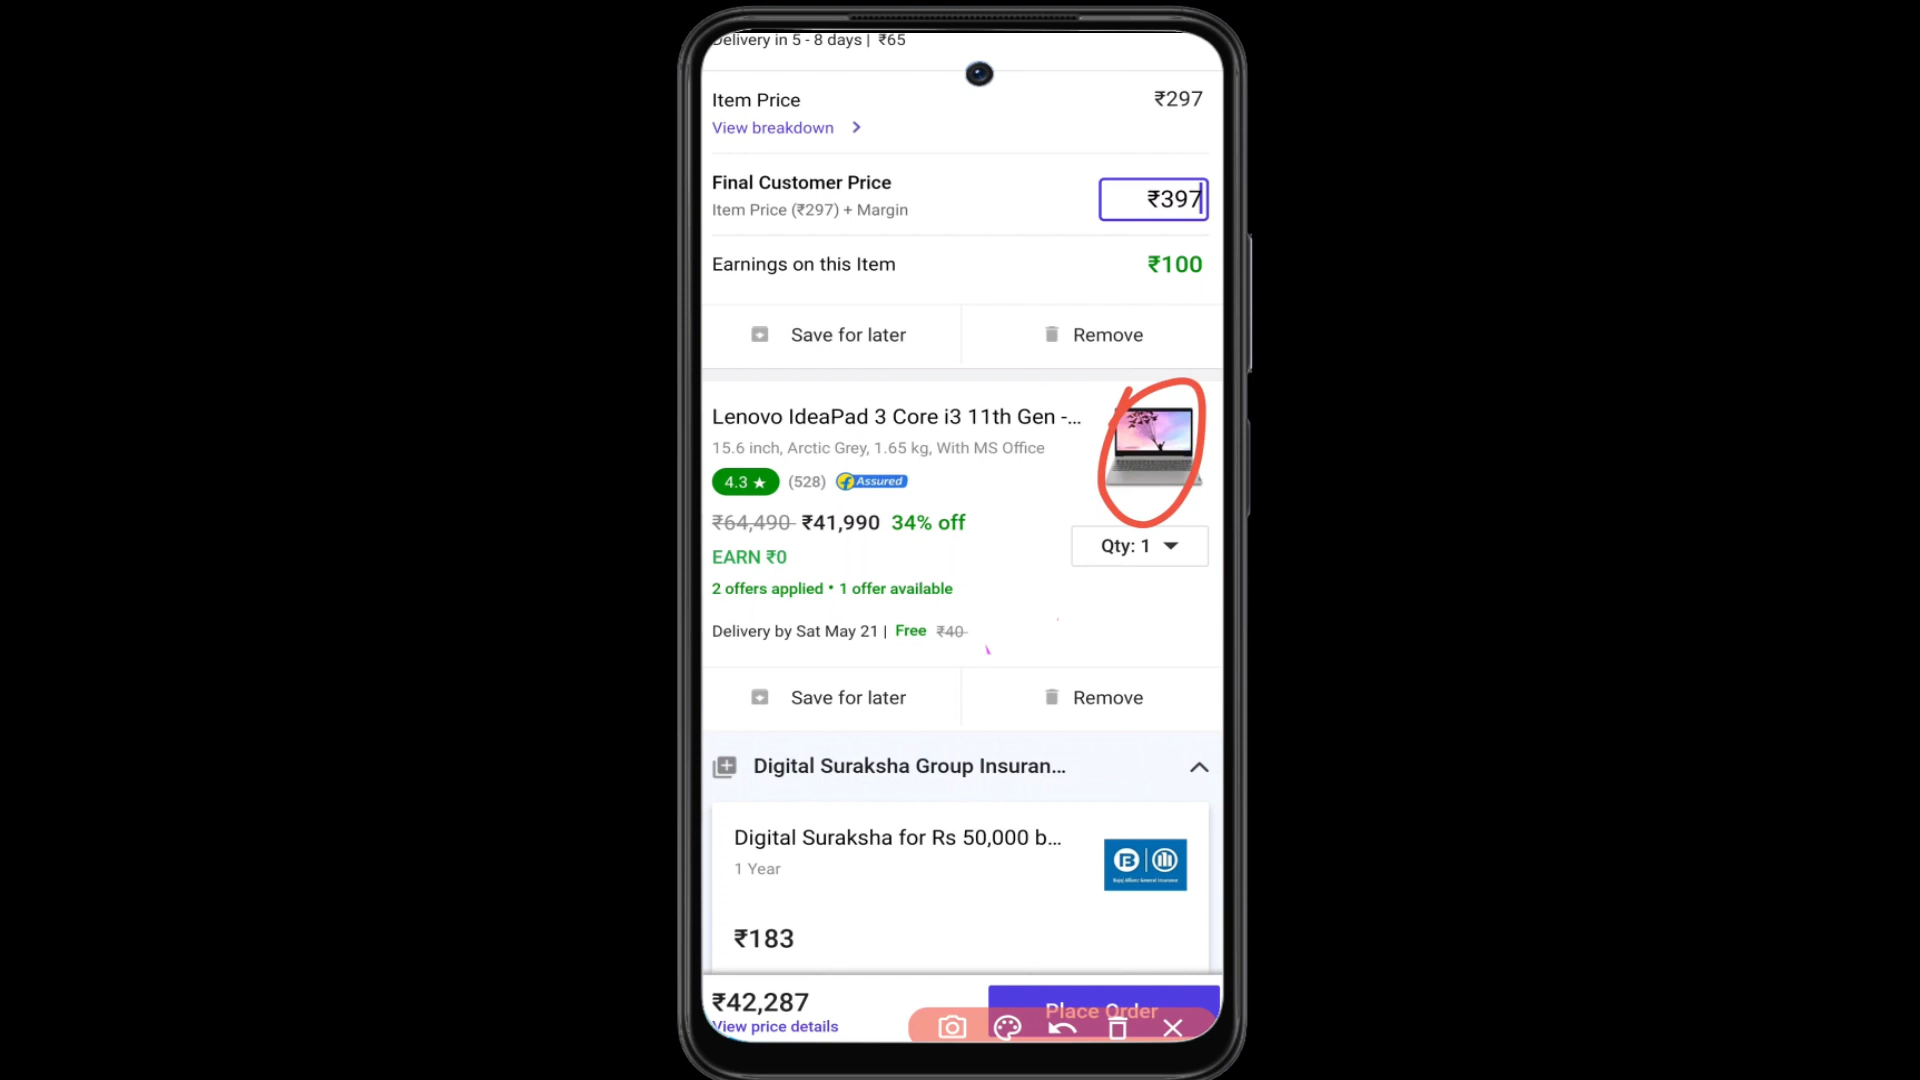 Delivery in 5 - 8 days | ₹65
Item Price ₹297
View breakdown
Final Customer Price ₹397
Item Price (₹297) + Margin
Earnings on this Item ₹100
Save for later Remove
Lenovo IdeaPad 3 Core i3 11th Gen -...
15.6 inch, Arctic Grey, 1.65 kg, With MS Office
4.3 ★ (528) Assured
₹64,490 ₹41,990 34% off
Qty: 1
EARN ₹0
2 offers applied • 1 offer available
Delivery by Sat May 21 | Free ₹40
Save for later Remove
Digital Suraksha Group Insuran...
Digital Suraksha for Rs 50,000 b...
1 Year
Bajaj Allianz General Insurance
₹183
₹42,287 Place Order
View price details